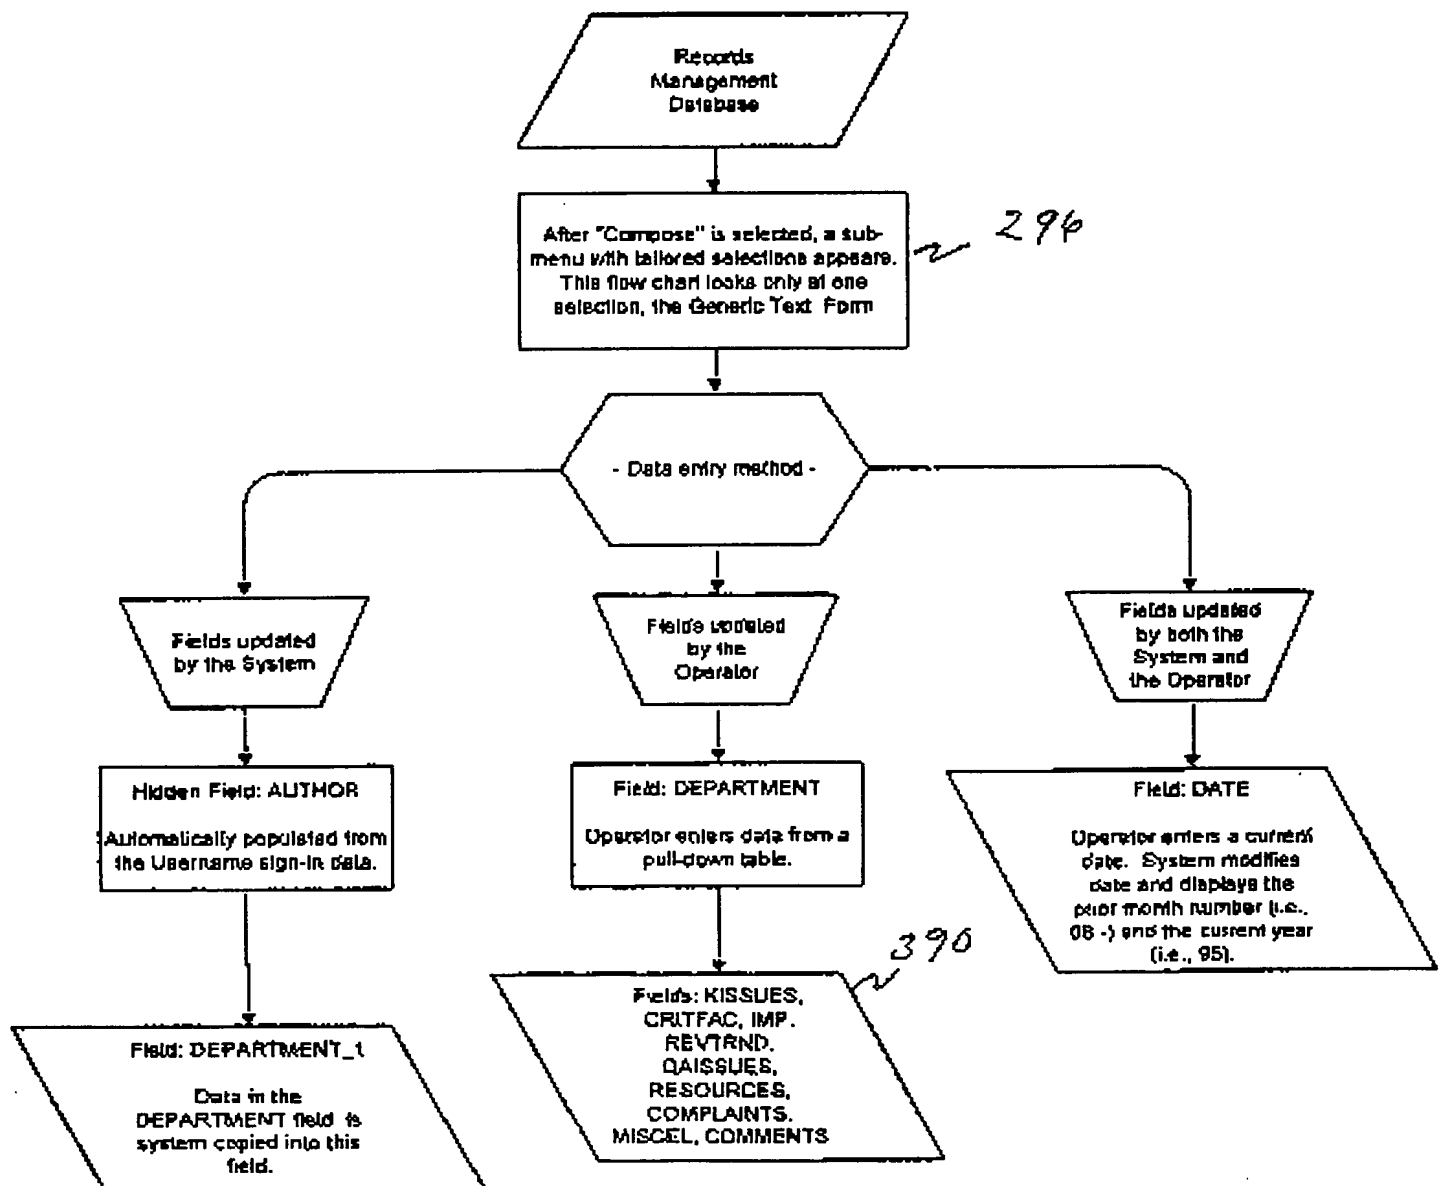 Records
Management
Database
After "Compose" is selected, a sub-
menu with tailored selections appears.
This flow chart looks only at one
selection, the Generic Text Form
296
- Data entry method -
Fields updated
by the System
Fields updated
by the
Operator
Fields updated
by both the
System and
the Operator
Hidden Field: AUTHOR
Automatically populated from
the Username sign-in data.
Field: DEPARTMENT
Operator enters data from a
pull-down table.
Field: DATE
Operator enters a current
date. System modifies
date and displays the
prior month number (i.e.,
08 -) and the current year
(i.e., 95).
390
Field: DEPARTMENT_1
Data in the
DEPARTMENT field is
system copied into this
field.
Fields: KISSUES,
CRITFAC, IMP.
REVTRND.
QAISSUES,
RESOURCES,
COMPLAINTS.
MISCEL, COMMENTS